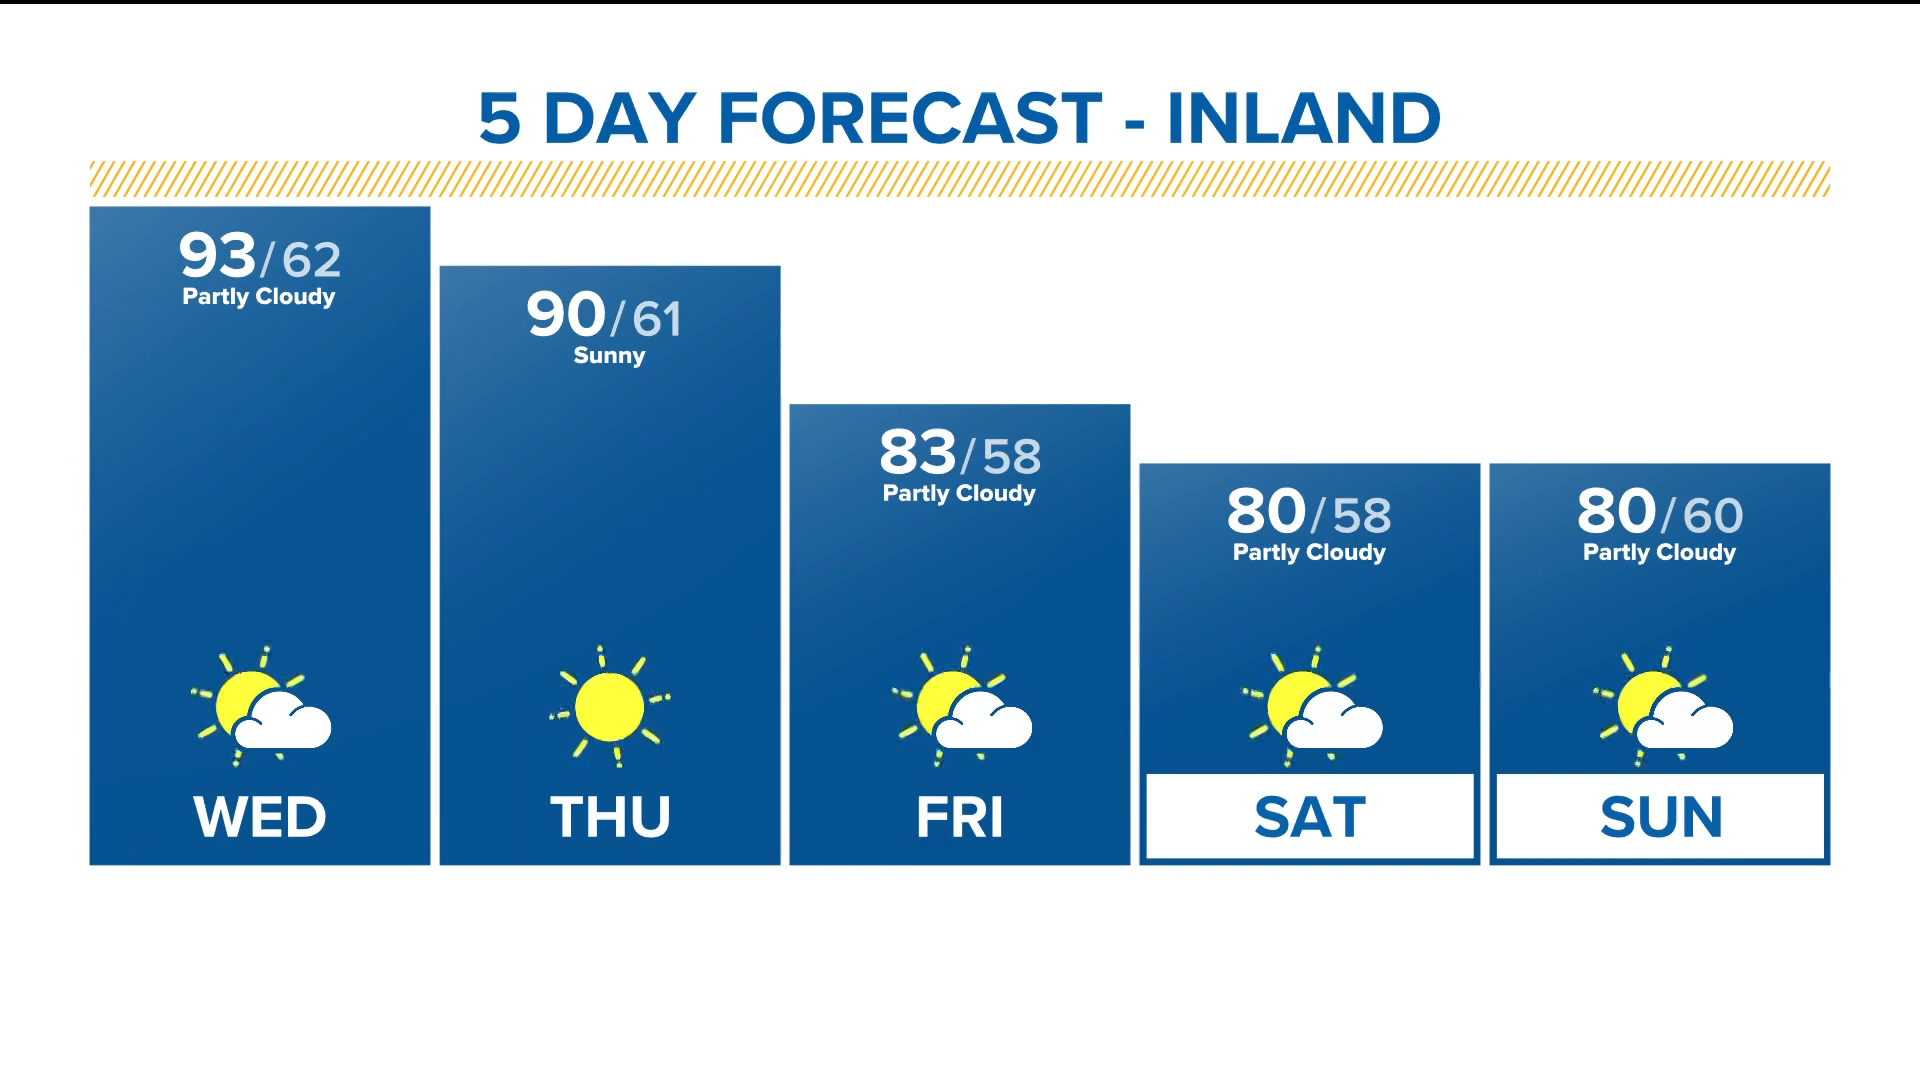 5 DAY FORECAST - INLAND
93/62
Partly Cloudy
WED
90/61
Sunny
THU
83/58
Partly Cloudy
FRI
80/58
Partly Cloudy
SAT
80/60
Partly Cloudy
SUN